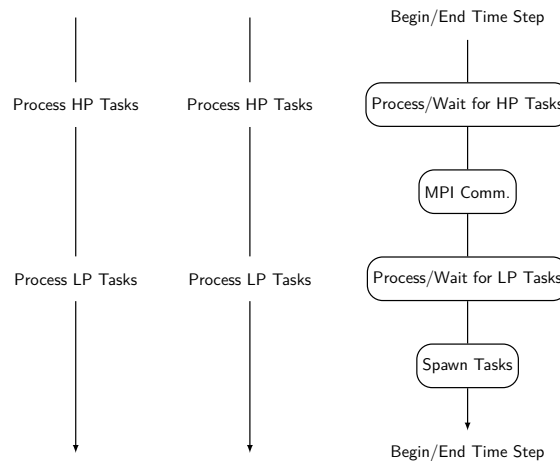 Begin/End Time Step
Process HP Tasks
Process HP Tasks
Process/Wait for HP Tasks
MPI Comm.
Process LP Tasks
Process LP Tasks
Process/Wait for LP Tasks
Spawn Tasks
Begin/End Time Step